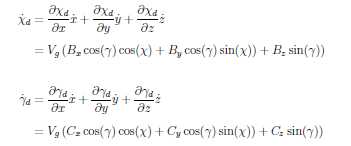 χ̇_d = ∂χ_d/∂x ẋ + ∂χ_d/∂y ẏ + ∂χ_d/∂z ż
= V_g (B_x cos(γ) cos(χ) + B_y cos(γ) sin(χ)) + B_z sin(γ))
γ̇_d = ∂γ_d/∂x ẋ + ∂γ_d/∂y ẏ + ∂γ_d/∂z ż
= V_g (C_x cos(γ) cos(χ) + C_y cos(γ) sin(χ)) + C_z sin(γ))